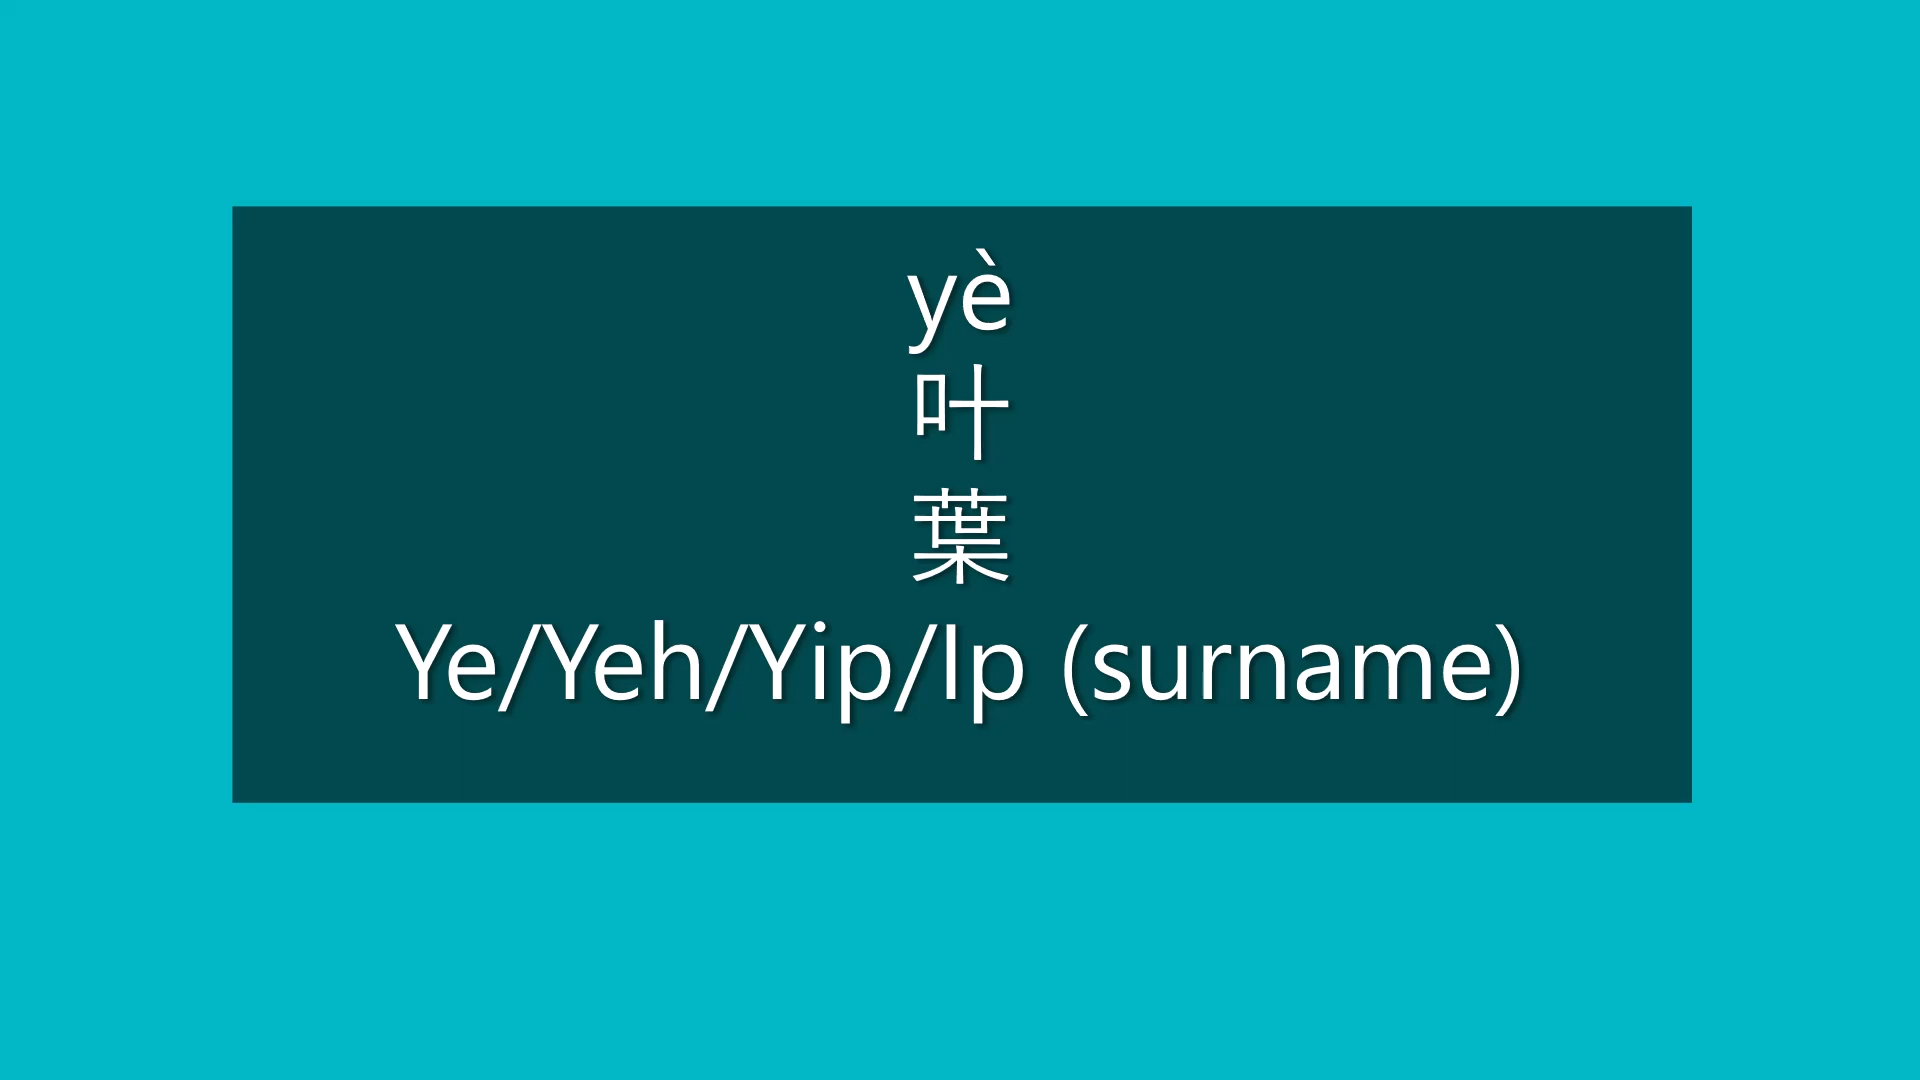 yè
叶
葉
Ye/Yeh/Yip/Ip (surname)